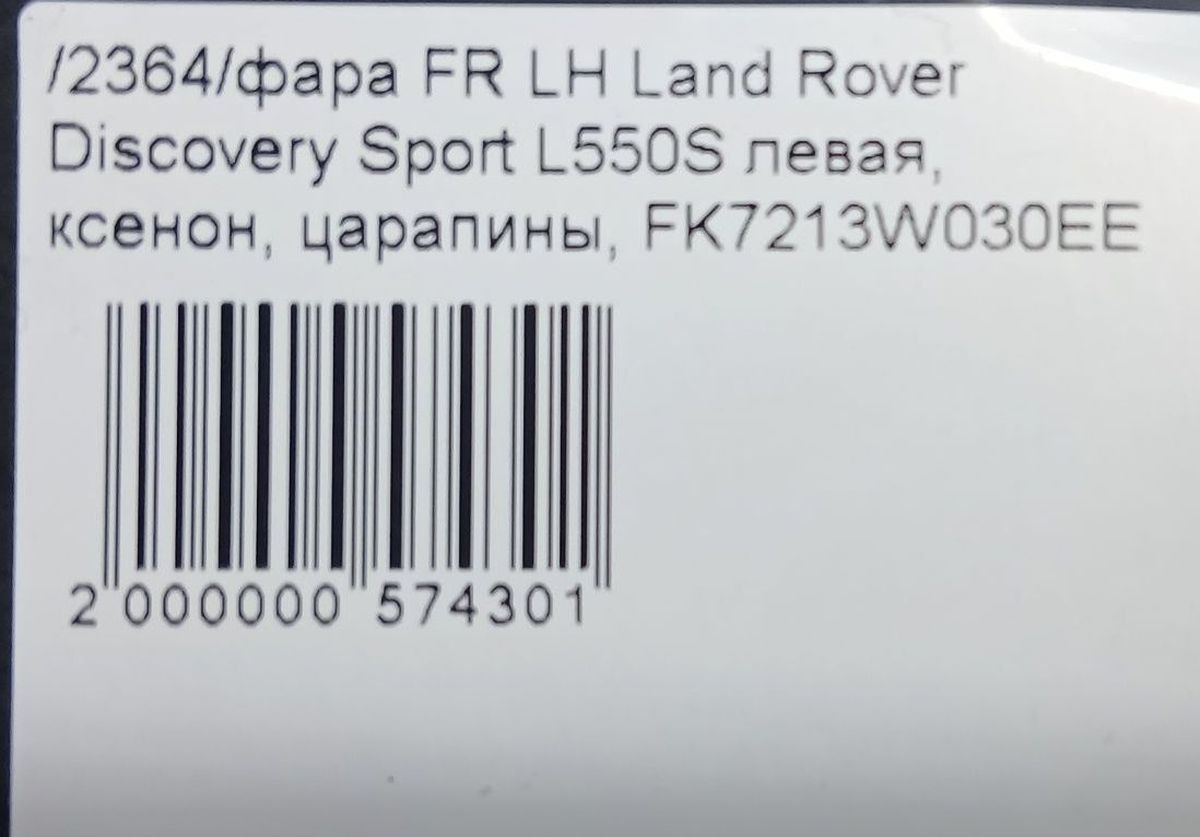 /2364/фара FR LH Land Rover
Discovery Sport L550S левая,
ксенон, царапины, FK7213W030EE
2 000000 574301